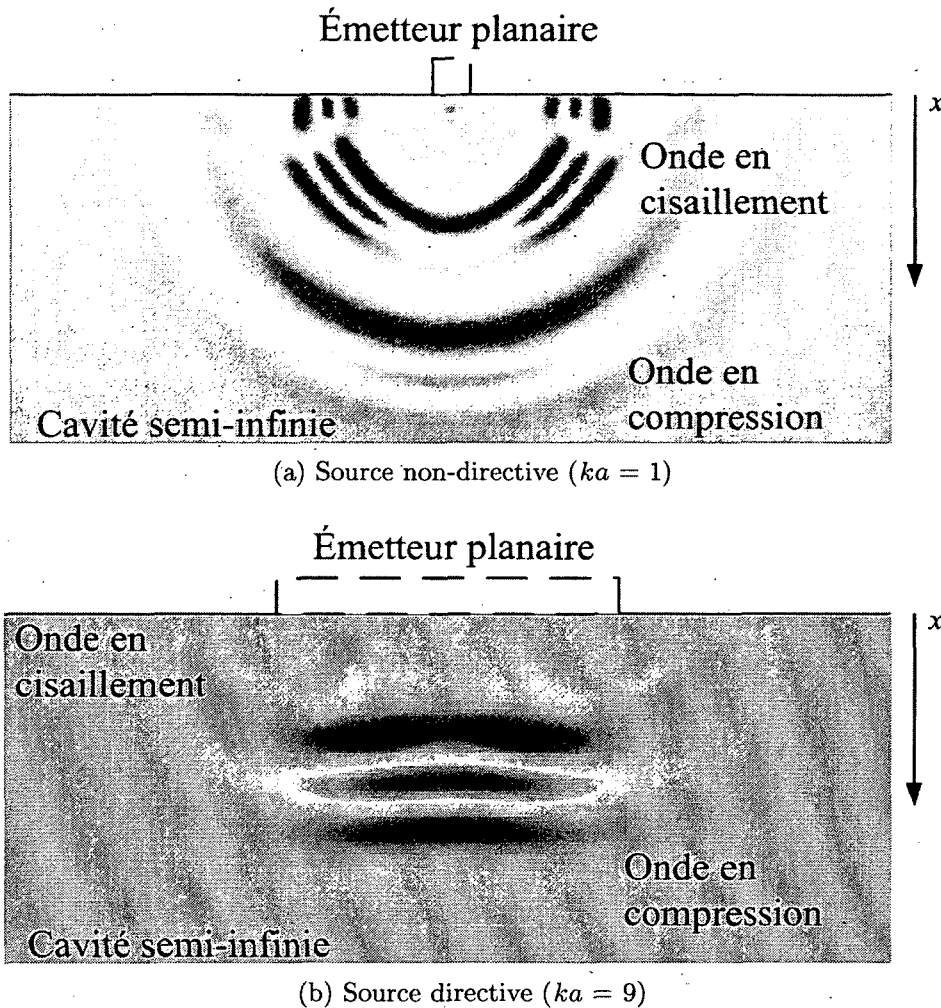 Émetteur planaire
x
Onde en
cisaillement
Onde en
compression
Cavité semi-infinie
(a) Source non-directive (ka = 1)
Émetteur planaire
x
Onde en
cisaillement
Onde en
compression
Cavité semi-infinie
(b) Source directive (ka = 9)